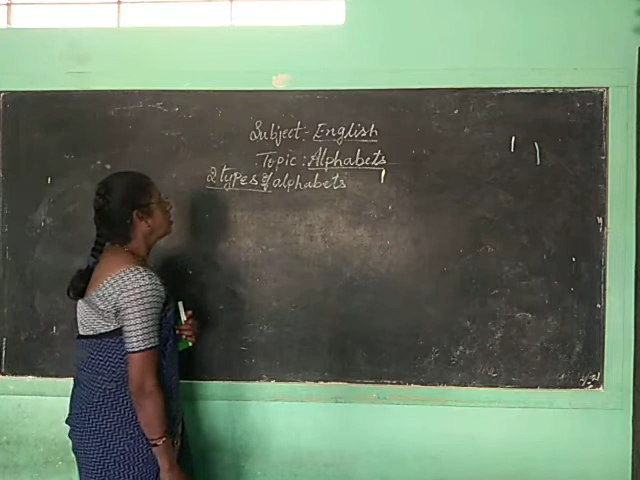 Subject:- English
Topic : Alphabets
2 types of alphabets